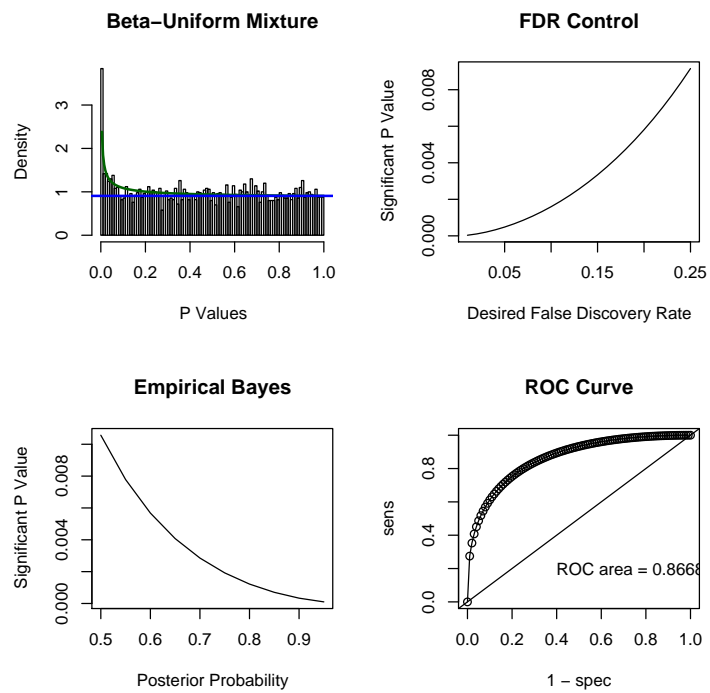 Beta−Uniform Mixture
Density
0 1 2 3
0.0 0.2 0.4 0.6 0.8 1.0
P Values
FDR Control
Significant P Value
0.000 0.004 0.008
0.05 0.15 0.25
Desired False Discovery Rate
Empirical Bayes
Significant P Value
0.000 0.004 0.008
0.5 0.6 0.7 0.8 0.9
Posterior Probability
ROC Curve
sens
0.0 0.4 0.8
ROC area = 0.8668
0.0 0.2 0.4 0.6 0.8 1.0
1 − spec